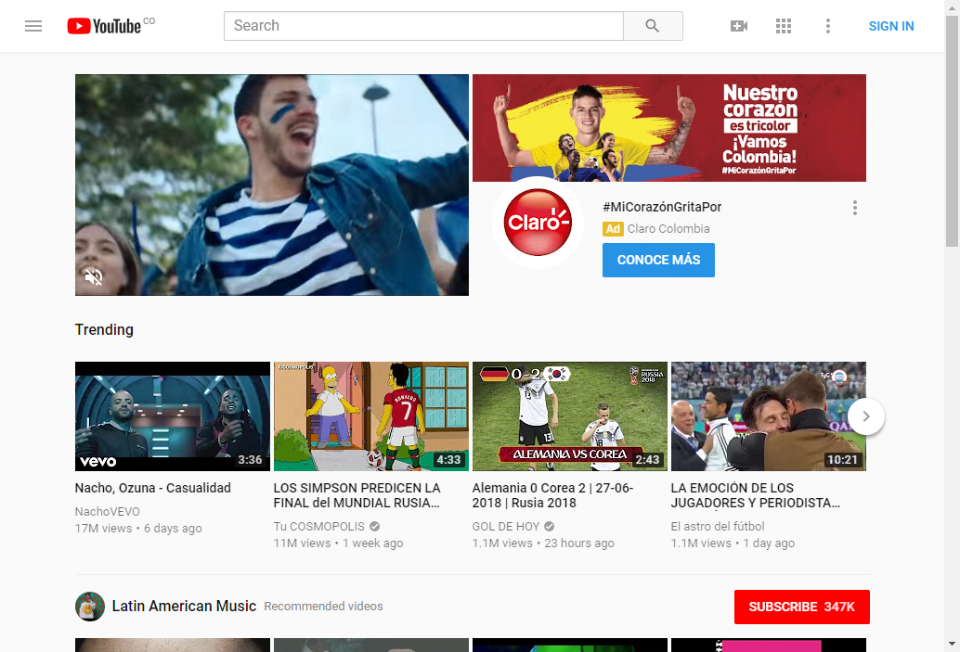 YouTube CO
Search
SIGN IN
Nuestro
corazón
es tricolor
¡Vamos
Colombia!
#MiCorazónGritaPor
Claro
#MiCorazónGritaPor
Ad Claro Colombia
CONOCE MÁS
Trending
vevo
3:36
RONALDO
7
4:33
0 2
RUSSIA
2018
13
ALEMANIA VS COREA
2:43
10:21
Nacho, Ozuna - Casualidad
NachoVEVO
17M views • 6 days ago
LOS SIMPSON PREDICEN LA
FINAL del MUNDIAL RUSIA...
Tu COSMOPOLIS
11M views • 1 week ago
Alemania 0 Corea 2 | 27-06-
2018 | Rusia 2018
GOL DE HOY
1.1M views • 23 hours ago
LA EMOCIÓN DE LOS
JUGADORES Y PERIODISTA...
El astro del fútbol
1.1M views • 1 day ago
Latin American Music Recommended videos
SUBSCRIBE 347K